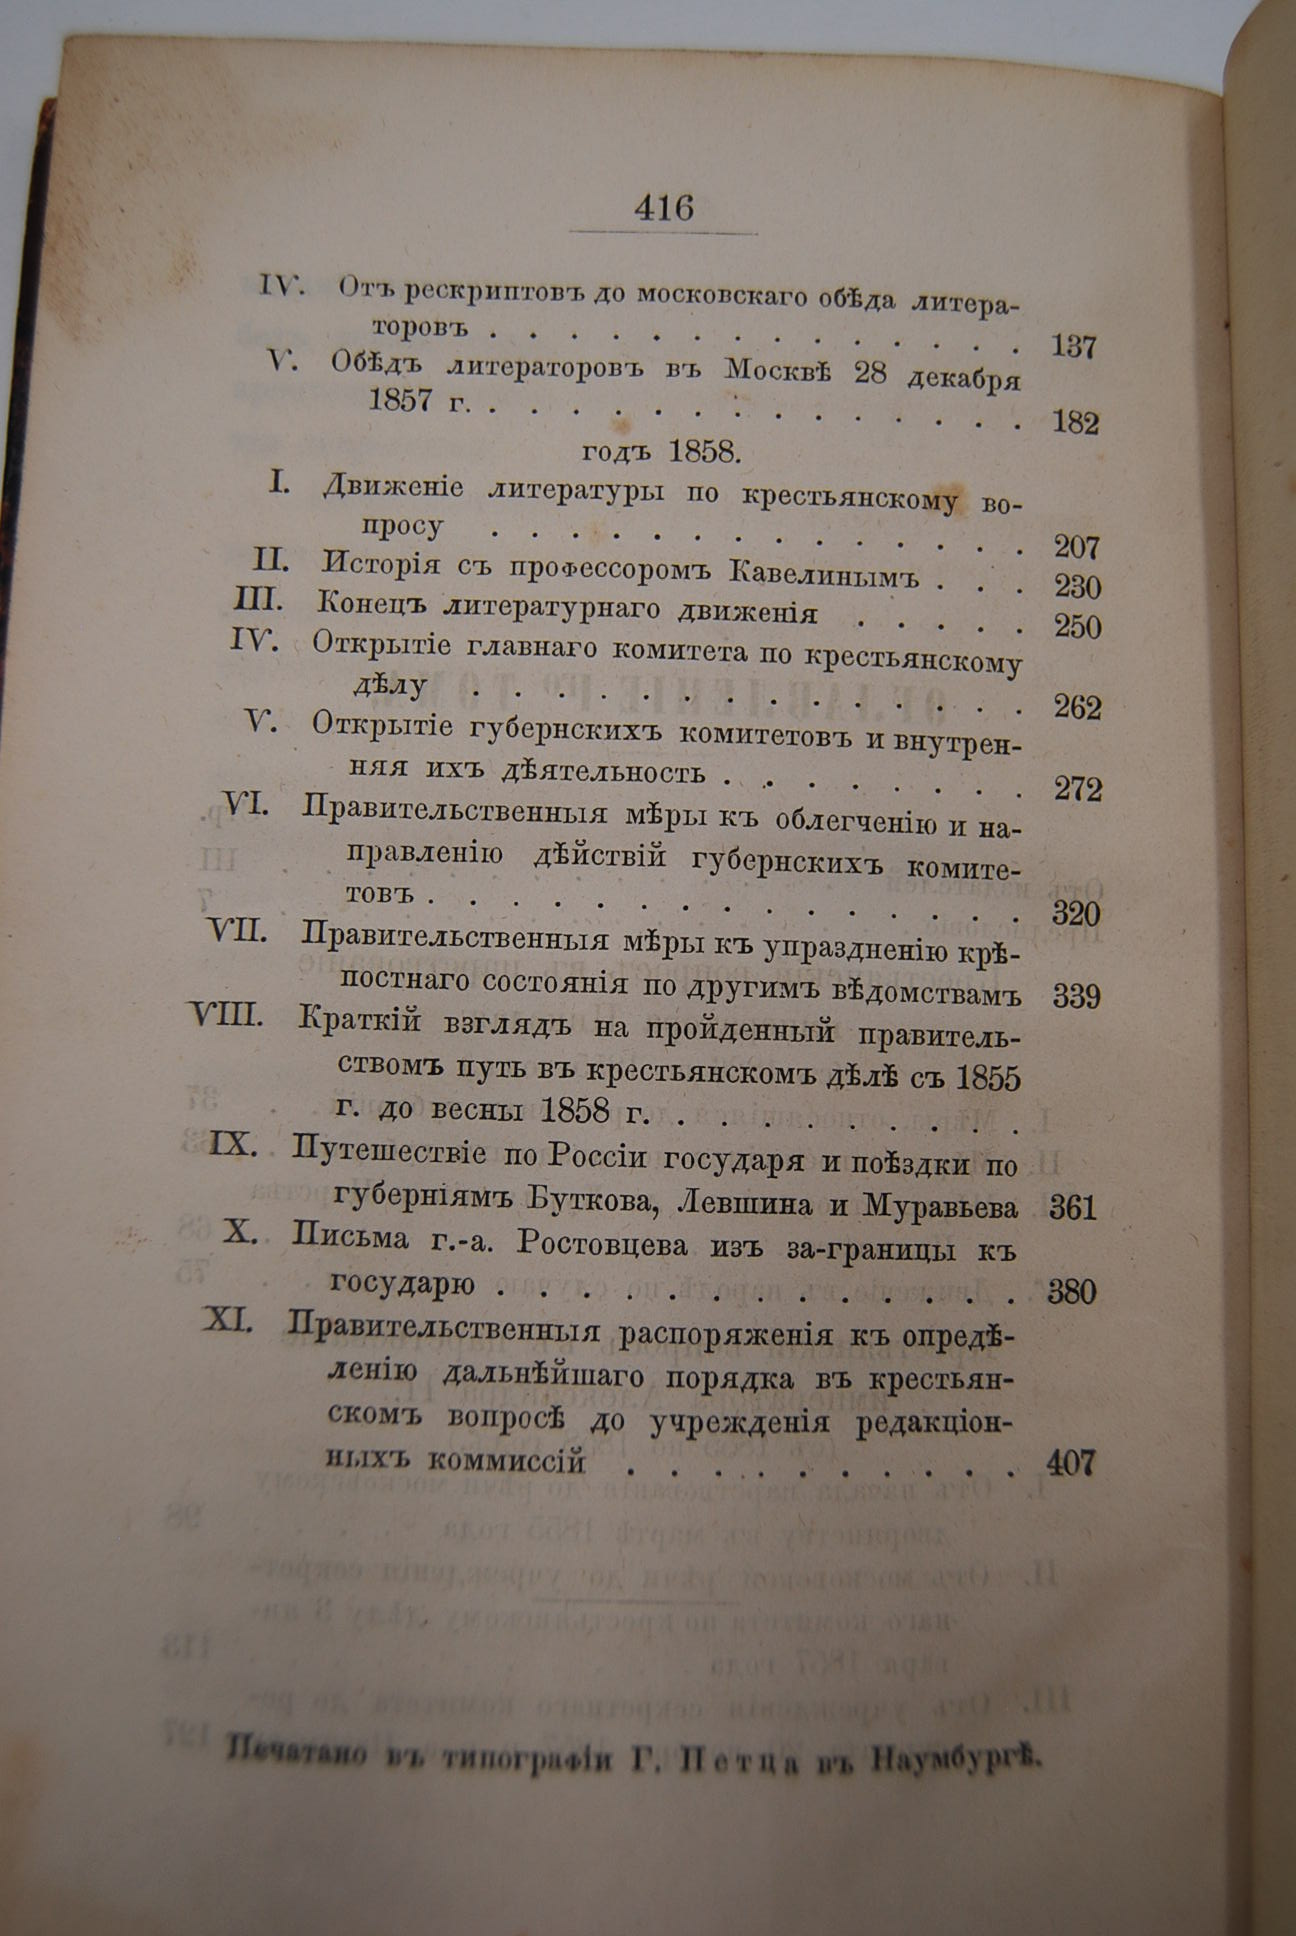 416
IV. Отъ рескриптовъ до московскаго обѣда литера-
торовъ . . . . . . . . . . . . . . 137
V. Обѣдъ литераторовъ въ Москвѣ 28 декабря
1857 г. . . . . . . . . . . . . . . 182
годъ 1858.
I. Движеніе литературы по крестьянскому во-
просу . . . . . . . . . . . . . . 207
II. Исторія съ профессоромъ Кавелинымъ . . . 230
III. Конецъ литературнаго движенія . . . . . 250
IV. Открытіе главнаго комитета по крестьянскому
дѣлу . . . . . . . . . . . . . . 262
V. Открытіе губернскихъ комитетовъ и внутрен-
няя ихъ дѣятельность . . . . . . . . 272
VI. Правительственныя мѣры къ облегченію и на-
правленію дѣйствій губернскихъ комите-
товъ . . . . . . . . . . . . . . . 320
VII. Правительственныя мѣры къ упраздненію крѣ-
постнаго состоянія по другимъ вѣдомствамъ 339
VIII. Краткій взглядъ на пройденный правитель-
ствомъ путь въ крестьянскомъ дѣлѣ съ 1855
г. до весны 1858 г. . . . . . . . . .
IX. Путешествіе по Россіи государя и поѣздки по
губерніямъ Буткова, Левшина и Муравьева 361
X. Письма г.-а. Ростовцева изъ за-границы къ
государю . . . . . . . . . . . . . 380
XI. Правительственныя распоряженія къ опредѣ-
ленію дальнѣйшаго порядка въ крестьян-
скомъ вопросѣ до учрежденія редакціон-
ныхъ коммиссій . . . . . . . . . . 407
Печатано въ типографіи Г. Петца въ Наумбургѣ.